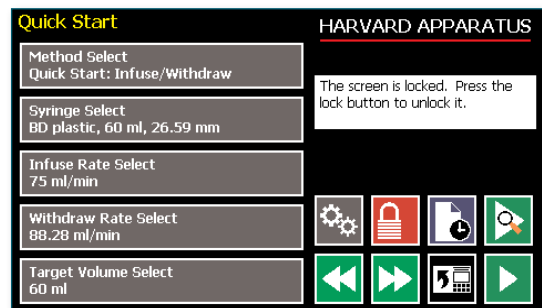 Quick Start
Method Select
Quick Start: Infuse/Withdraw
Syringe Select
BD plastic, 60 ml, 26.59 mm
Infuse Rate Select
75 ml/min
Withdraw Rate Select
88.28 ml/min
Target Volume Select
60 ml
HARVARD APPARATUS
The screen is locked. Press the
lock button to unlock it.